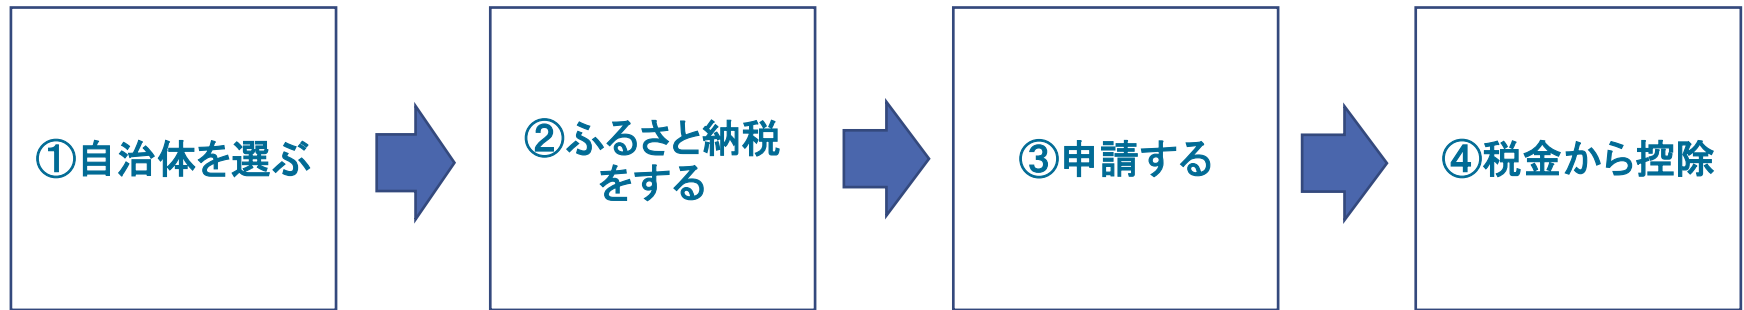 ①自治体を選ぶ
②ふるさと納税
をする
③申請する
④税金から控除